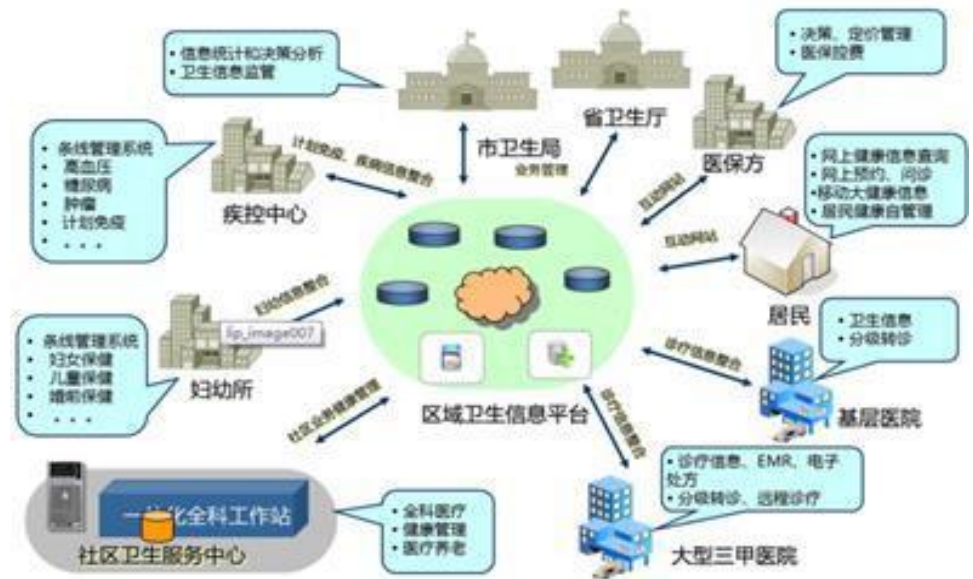 • 信息统计和决策分析
• 卫生信息监管
• 决策、定价管理
• 医保控费
市卫生局
省卫生厅
医保方
• 条线管理系统
• 高血压
• 糖尿病
• 肿瘤
• 计划免疫
• . . .
疾控中心
计划免疫、疾病信息整合
业务管理
互动网站
• 网上健康信息查询
• 网上预约、问诊
•移动大健康信息
• 居民健康自管理
互动网站
居民
• 条线管理系统
• 妇女保健
• 儿童保健
• 婚前保健
• . . .
妇幼信息整合
lip_image007
妇幼所
诊疗信息整合
• 卫生信息
• 分级转诊
基层医院
区域卫生信息平台
社区业务健康管理
诊疗信息整合
一体化全科工作站
社区卫生服务中心
• 全科医疗
• 健康管理
• 医疗养老
• 诊疗信息、EMR、电子
处方
• 分级转诊、远程诊疗
大型三甲医院